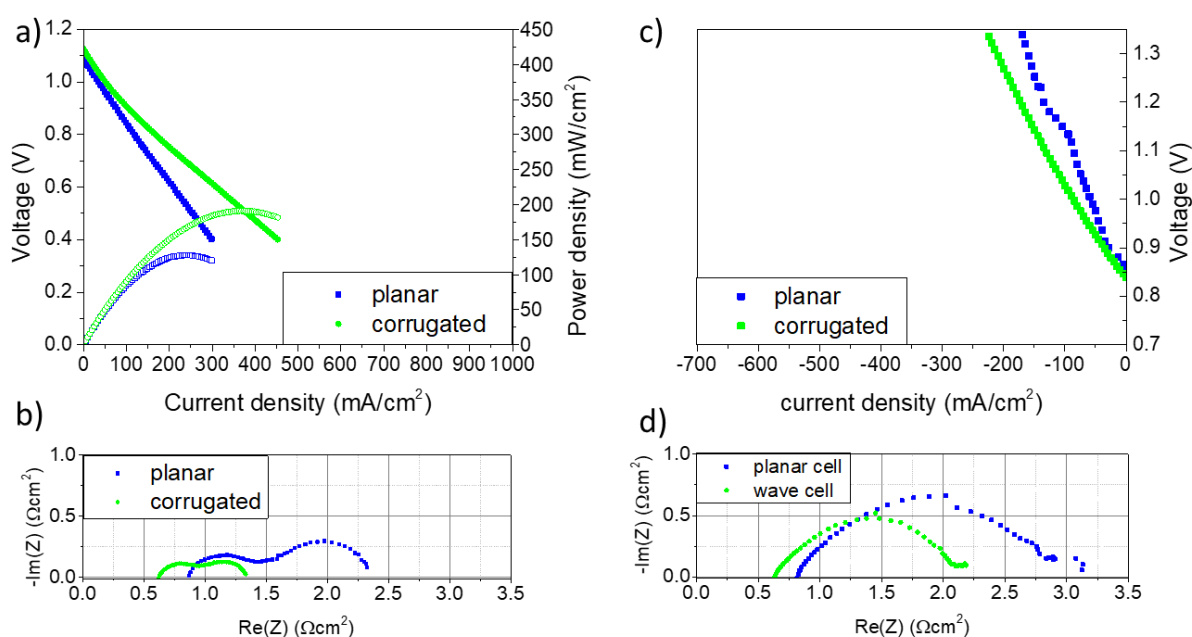 a)
1.2
1.0
0.8
0.6
0.4
0.2
0.0
Voltage (V)
450
400
350
300
250
200
150
100
50
0
Power density (mW/cm²)
planar
corrugated
0 100 200 300 400 500 600 700 800 900 1000
Current density (mA/cm²)
c)
1.3
1.2
1.1
1.0
0.9
0.8
0.7
Voltage (V)
planar
corrugated
-700 -600 -500 -400 -300 -200 -100 0
current density (mA/cm²)
b)
1.0
0.5
0.0
-Im(Z) (Ωcm²)
planar
corrugated
0.0 0.5 1.0 1.5 2.0 2.5 3.0 3.5
Re(Z) (Ωcm²)
d)
1.0
0.5
0.0
-Im(Z) (Ωcm²)
planar cell
wave cell
0.0 0.5 1.0 1.5 2.0 2.5 3.0 3.5
Re(Z) (Ωcm²)